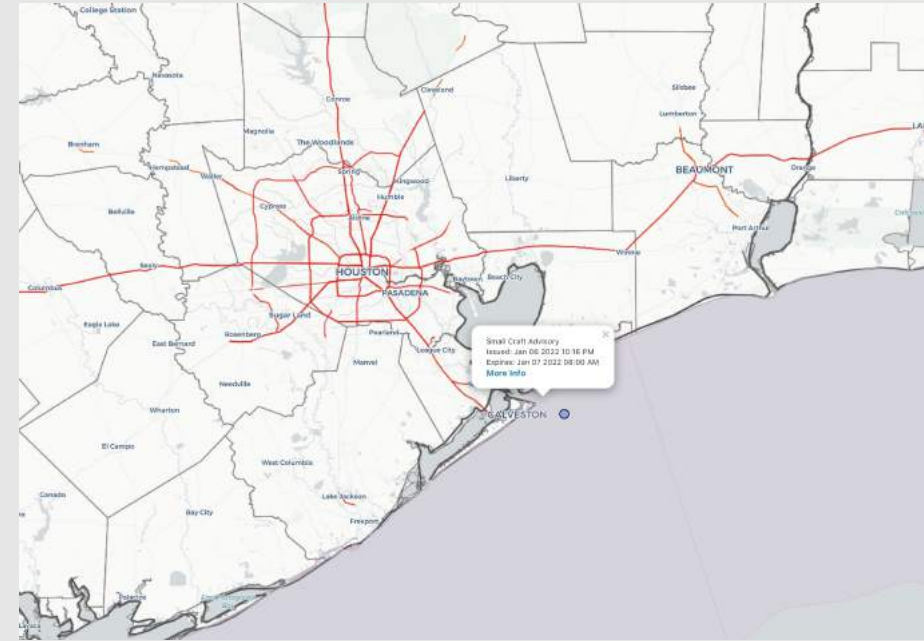 College Station
Navasota
Conroe
Cleveland
Silsbee
Lumberton
Magnolia
The Woodlands
Brenham
Hempstead
Waller
Spring
Kingwood
Liberty
BEAUMONT
Orange
Humble
Cypress
Aldine
Bellville
Port Arthur
Winnie
Sealy
HOUSTON
Baytown
Beach City
Columbus
PASADENA
Sugar Land
Eagle Lake
Rosenberg
Pearland
East Bernard
League City
Manvel
Small Craft Advisory
Issued: Jan 06 2022 10:16 PM
Expires: Jan 07 2022 06:00 AM
More Info
Needville
Wharton
GALVESTON
El Campo
West Columbia
Ganado
Lake Jackson
Bay City
Freeport
Palacios